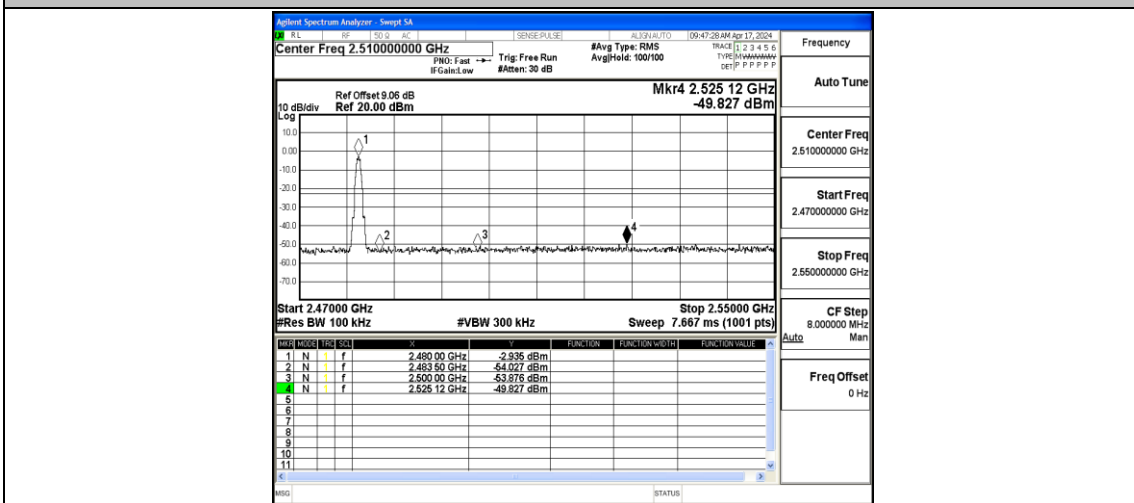 Agilent Spectrum Analyzer - Swept SA
RL RF 50 Ω AC SENSE:PULSE ALIGN AUTO 09:47:28 AM Apr 17, 2024
Center Freq 2.510000000 GHz
PNO: Fast
IFGain:Low
Trig: Free Run
#Atten: 30 dB
#Avg Type: RMS
Avg|Hold: 100/100
TRACE 1 2 3 4 5 6
TYPE MWWWWW
DET P P P P P P
Frequency
Mkr4 2.525 12 GHz
-49.827 dBm
Ref Offset 9.06 dB
Ref 20.00 dBm
10 dB/div
Log
10.0
0.00
-10.0
-20.0
-30.0
-40.0
-50.0
-60.0
-70.0
1
2
3
4
Start 2.47000 GHz
Stop 2.55000 GHz
#Res BW 100 kHz
#VBW 300 kHz
Sweep 7.667 ms (1001 pts)
MKR MODE TRC SCL X Y FUNCTION FUNCTION WIDTH FUNCTION VALUE
1 N 1 f 2.480 00 GHz -2.935 dBm
2 N 1 f 2.483 50 GHz -54.027 dBm
3 N 1 f 2.500 00 GHz -53.876 dBm
4 N 1 f 2.525 12 GHz -49.827 dBm
5
6
7
8
9
10
11
MSG
STATUS
Auto Tune
Center Freq
2.510000000 GHz
Start Freq
2.470000000 GHz
Stop Freq
2.550000000 GHz
CF Step
8.000000 MHz
Auto Man
Freq Offset
0 Hz